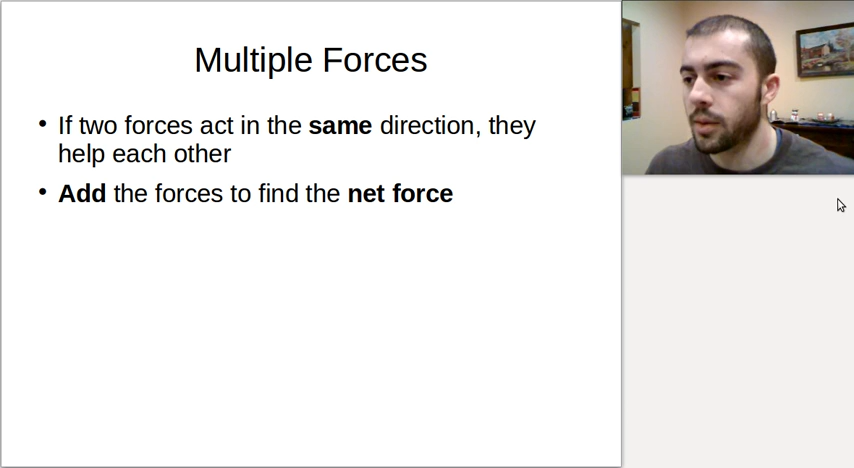 Multiple Forces
• If two forces act in the same direction, they
help each other
• Add the forces to find the net force